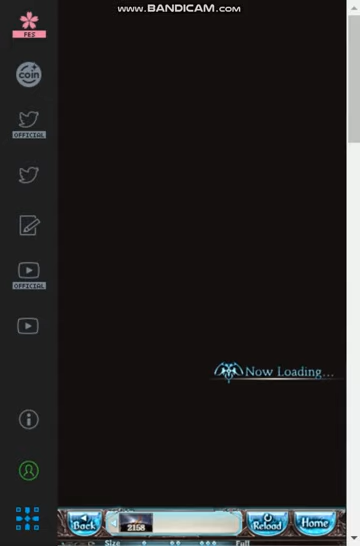 www.BANDICAM.com
FES
coin
OFFICIAL
OFFICIAL
Now Loading...
Back
2158
Reload
Home
Size
Full